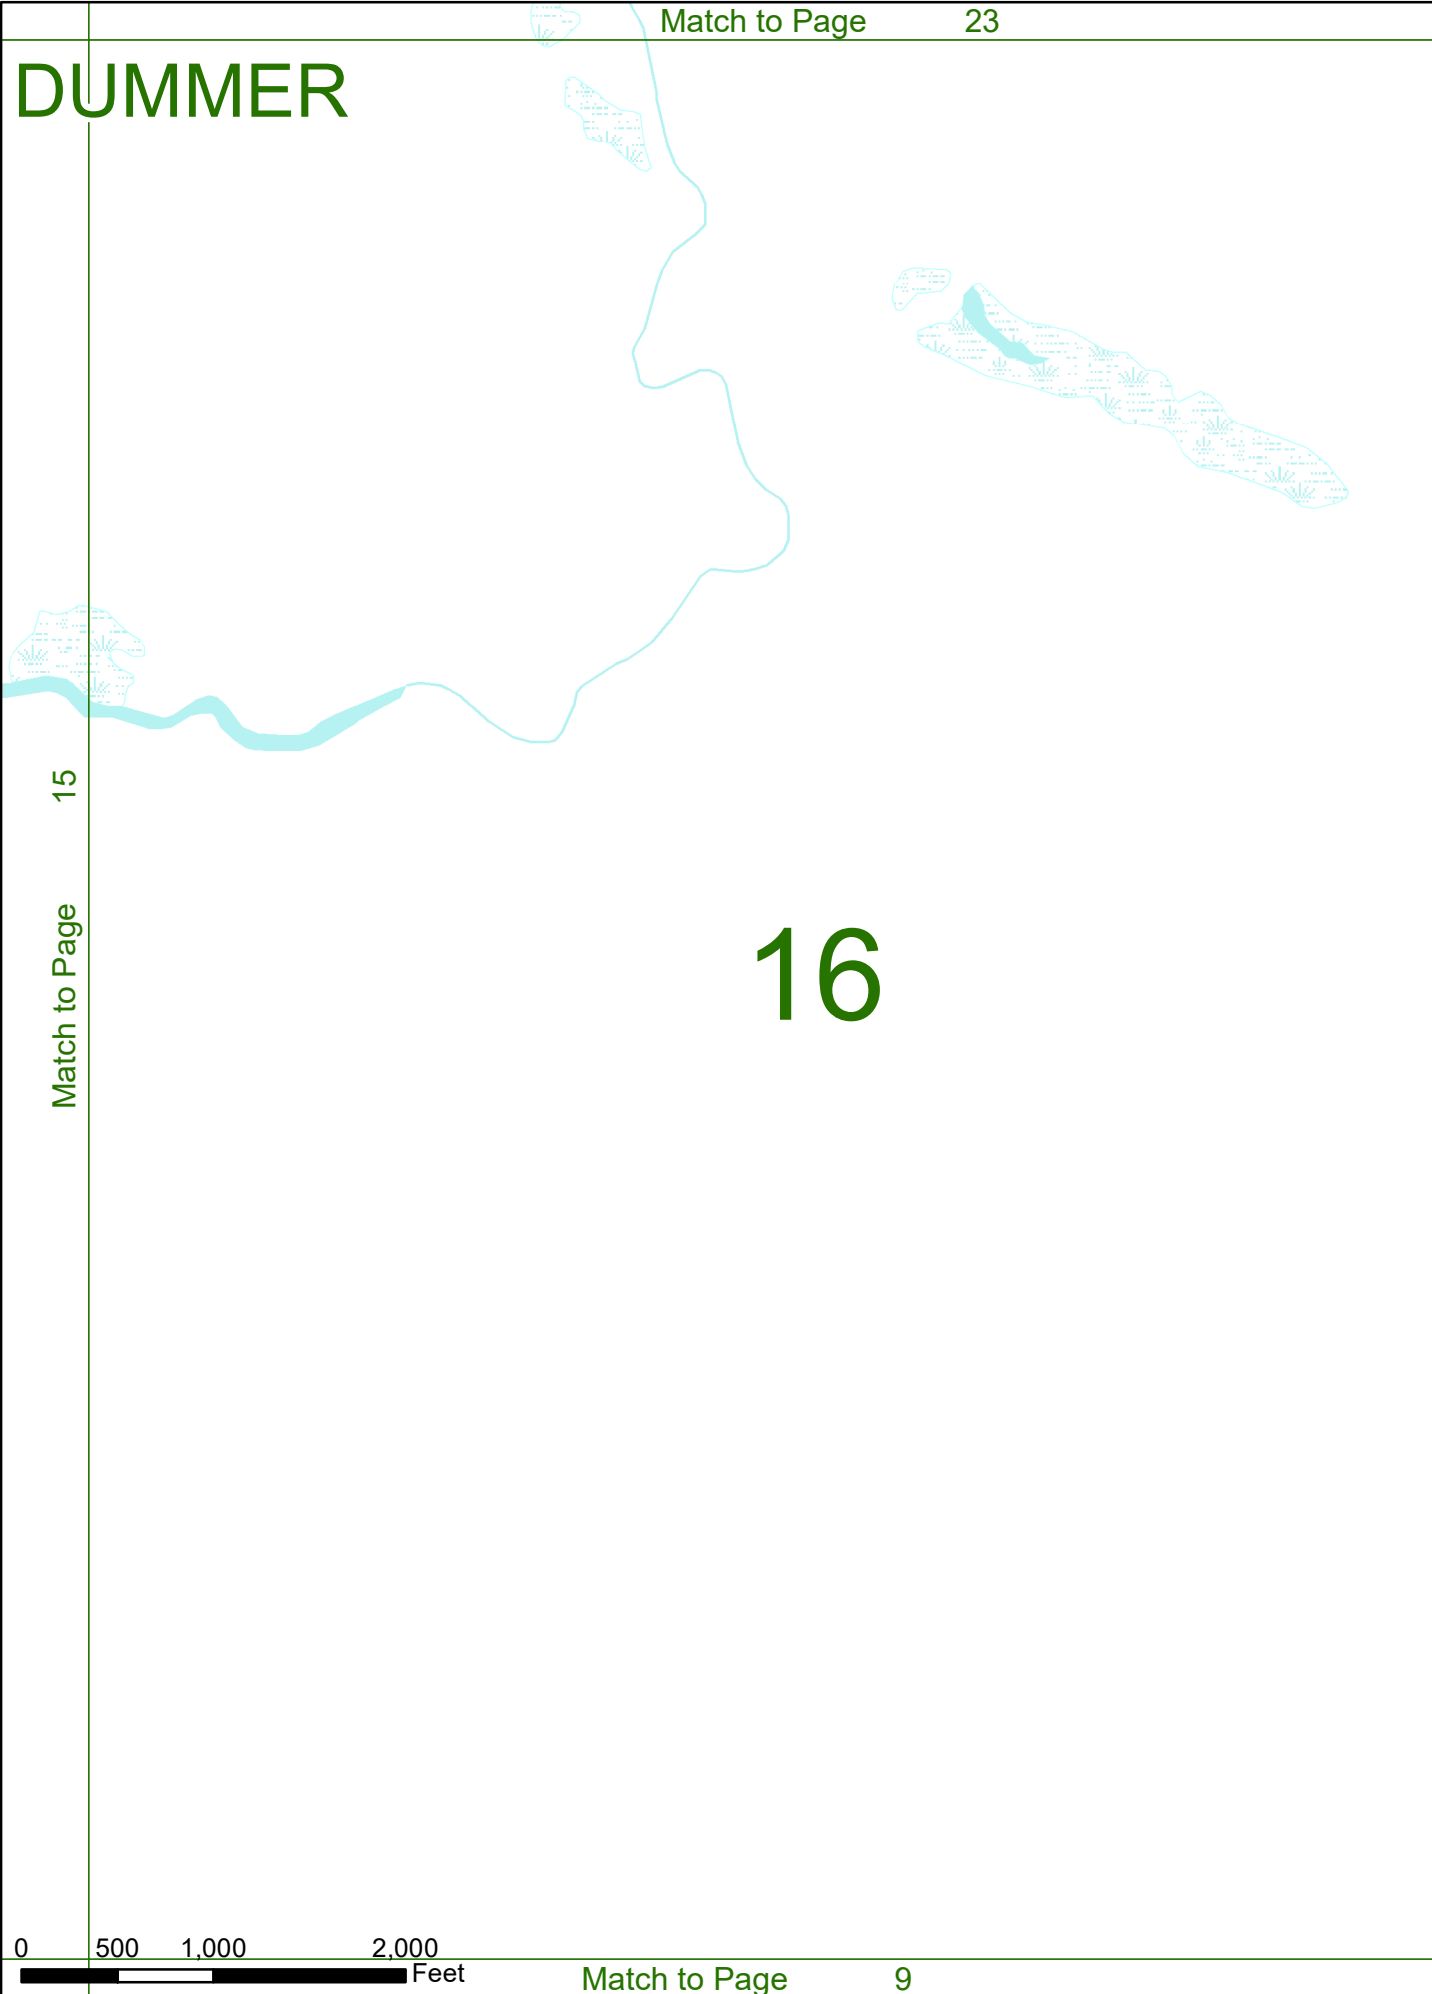 Match to Page 23
DUMMER
Match to Page 15
16
0 500 1,000 2,000
Feet
Match to Page 9